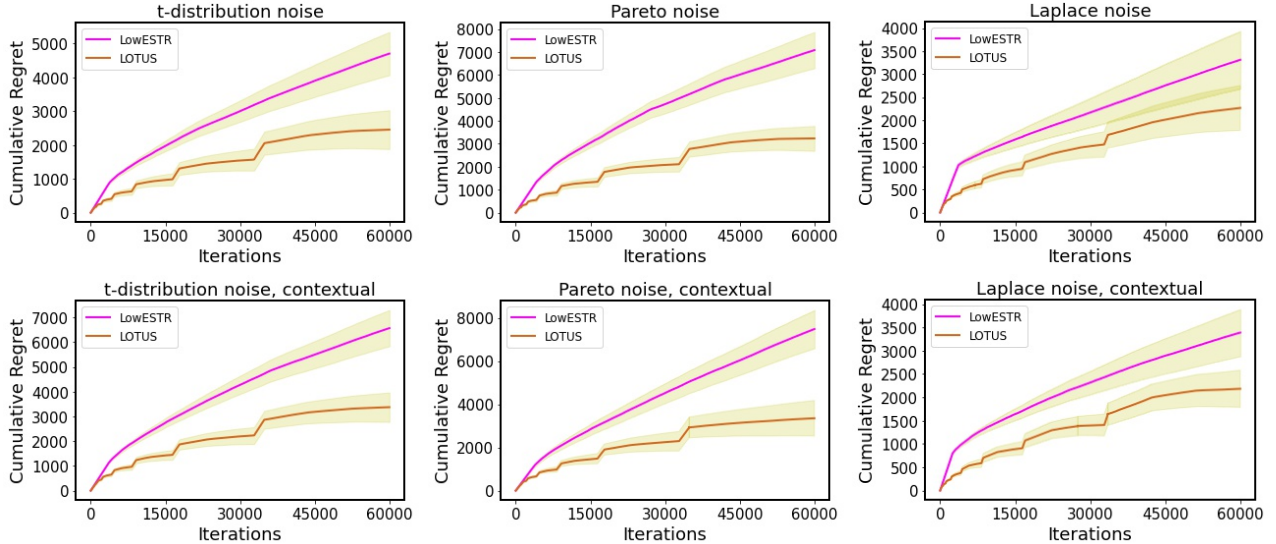 t-distribution noise
Cumulative Regret
5000
4000
3000
2000
1000
0
LowESTR
LOTUS
0 15000 30000 45000 60000
Iterations
Pareto noise
Cumulative Regret
8000
7000
6000
5000
4000
3000
2000
1000
0
LowESTR
LOTUS
0 15000 30000 45000 60000
Iterations
Laplace noise
Cumulative Regret
4000
3500
3000
2500
2000
1500
1000
500
0
LowESTR
LOTUS
0 15000 30000 45000 60000
Iterations
t-distribution noise, contextual
Cumulative Regret
7000
6000
5000
4000
3000
2000
1000
0
LowESTR
LOTUS
0 15000 30000 45000 60000
Iterations
Pareto noise, contextual
Cumulative Regret
8000
6000
4000
2000
0
LowESTR
LOTUS
0 15000 30000 45000 60000
Iterations
Laplace noise, contextual
Cumulative Regret
4000
3500
3000
2500
2000
1500
1000
500
0
LowESTR
LOTUS
0 15000 30000 45000 60000
Iterations